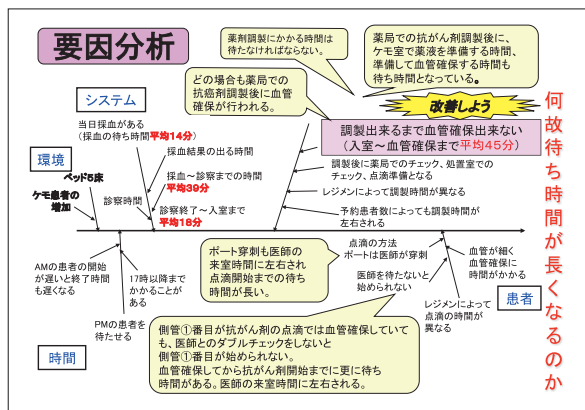 要因分析
薬剤調製にかかる時間は
待たなければならない。
薬局での抗がん剤調製後に、
ケモ室で薬液を準備する時間、
準備して血管確保する時間も
待ち時間となっている。
どの場合も薬局での
抗癌剤調製後に血管
確保が行われる。
改善しよう
何故待ち時間が長くなるのか
システム
当日採血がある
(採血の待ち時間平均14分)
調製出来るまで血管確保出来ない
(入室～血管確保まで平均45分)
採血結果の出る時間
環境
ベッド5床
ケモ患者の
増加
採血～診察までの時間
平均39分
診察時間
診察終了～入室まで
平均18分
調製後に薬局でのチェック、処置室で
のチェック、点滴準備となる
レジメンによって調製時間が異なる
予約患者数によっても調製時間が
左右される
AMの患者の開始
が遅いと終了時間
も遅くなる
17時以降まで
かかることが
ある
PMの患者を
待たせる
時間
ポート穿刺も医師の
来室時間に左右され
点滴開始までの待ち
時間が長い。
点滴の方法
ポートは医師が穿刺
医師を待たないと
始められない
血管が細く
血管確保に
時間がかかる
レジメンによって
点滴の時間が
異なる
患者
側管①番目が抗がん剤の点滴では血管確保していて
も、医師とのダブルチェックをしないと
側管①番目が始められない。
血管確保してから抗がん剤開始までに更に待ち
時間がある。医師の来室時間に左右される。